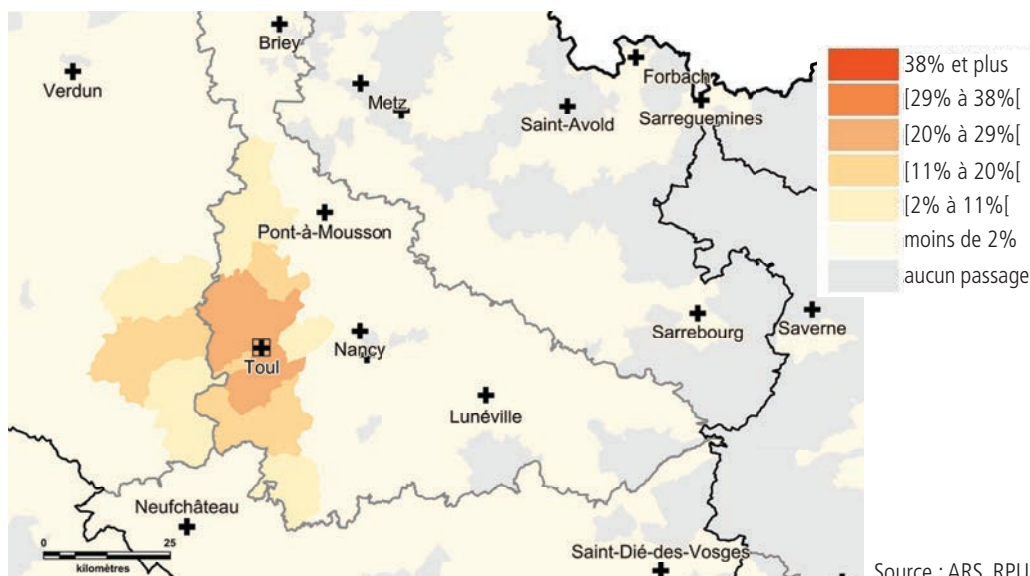 Briey
Verdun
Metz
Forbach
Saint-Avold
Sarreguemines
Pont-à-Mousson
Toul
Nancy
Sarrebourg
Saverne
Lunéville
Neufchâteau
Saint-Dié-des-Vosges
0 25
kilomètres
38% et plus
[29% à 38%[
[20% à 29%[
[11% à 20%[
[2% à 11%[
moins de 2%
aucun passage
Source : ARS, RPU